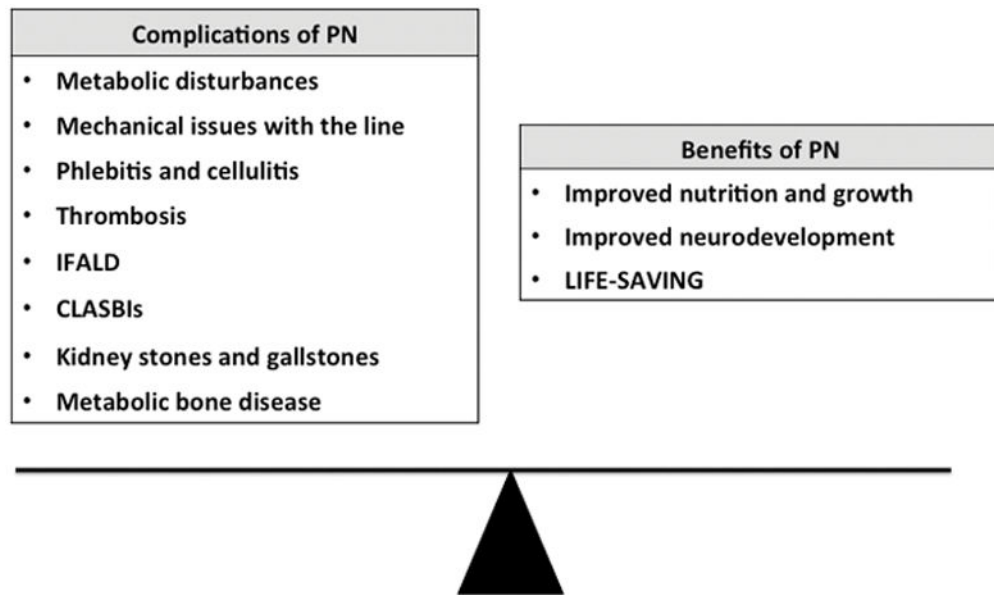 Complications of PN
• Metabolic disturbances
• Mechanical issues with the line
• Phlebitis and cellulitis
• Thrombosis
• IFALD
• CLASBIs
• Kidney stones and gallstones
• Metabolic bone disease
Benefits of PN
• Improved nutrition and growth
• Improved neurodevelopment
• LIFE-SAVING